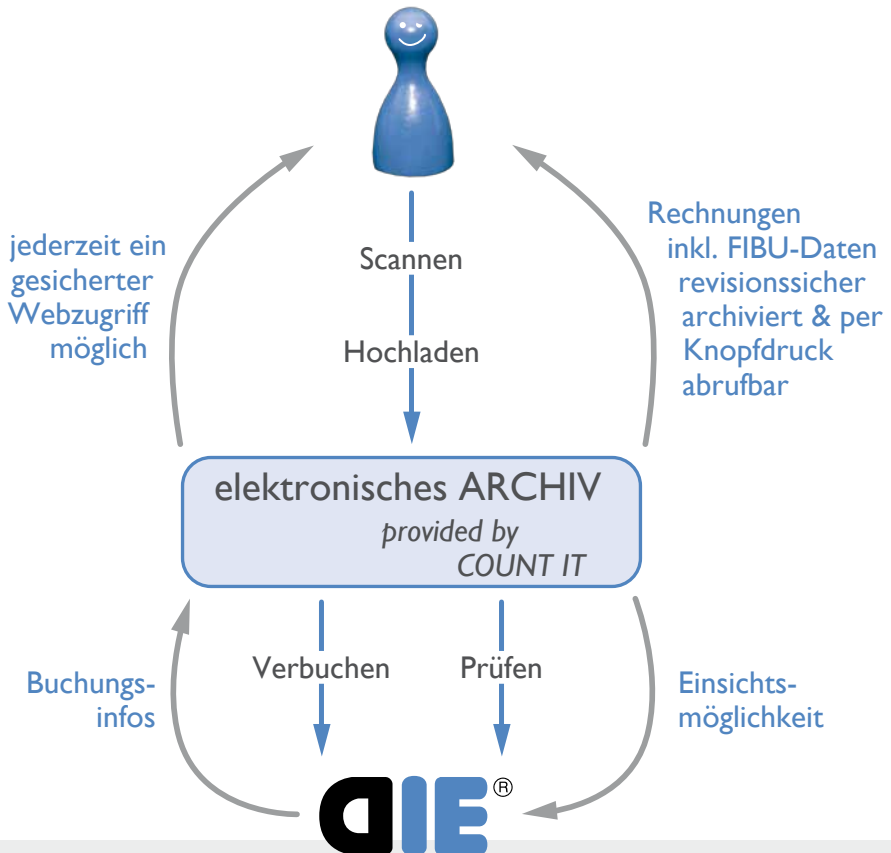 jederzeit ein
gesicherter
Webzugriff
möglich
Scannen
Hochladen
Rechnungen
inkl. FIBU-Daten
revisionssicher
archiviert & per
Knopfdruck
abrufbar
elektronisches ARCHIV
provided by
COUNT IT
Buchungs-
infos
Verbuchen
Prüfen
Einsichts-
möglichkeit
DIE®